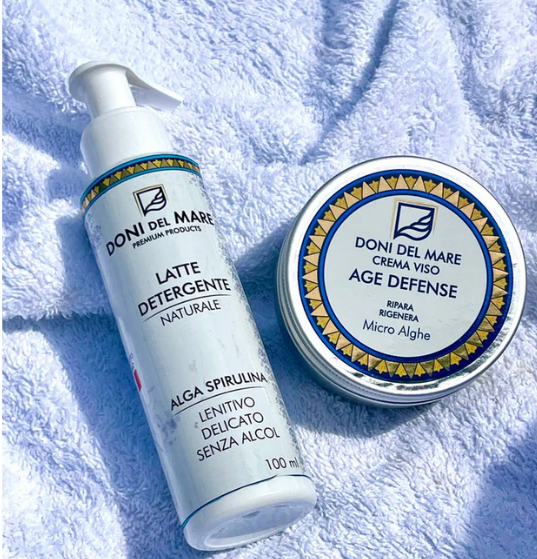 DONI DEL MARE
PREMIUM PRODUCTS
LATTE
DETERGENTE
NATURALE
ALGA SPIRULINA
LENITIVO
DELICATO
SENZA ALCOL
100 ml
DONI DEL MARE
CREMA VISO
AGE DEFENSE
RIPARA
RIGENERA
Micro Alghe